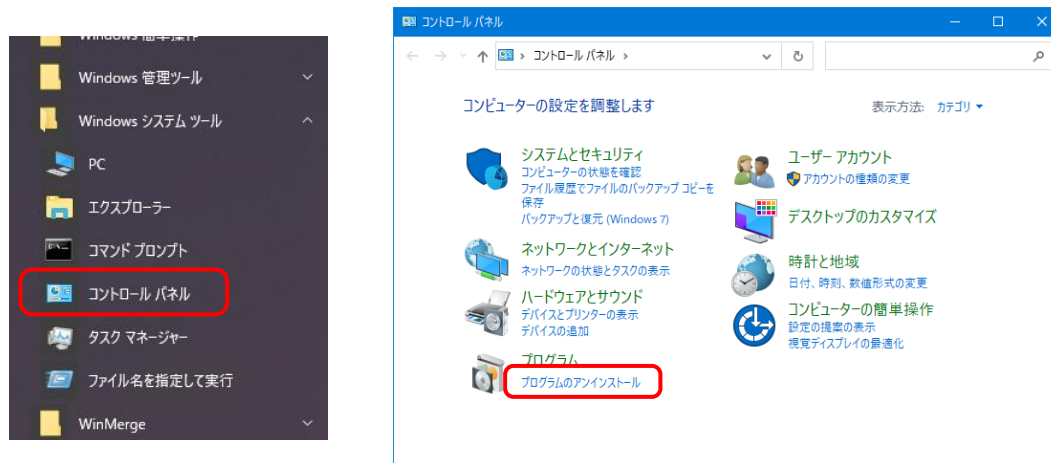 Windows 簡単操作
Windows 管理ツール
Windows システム ツール
PC
エクスプローラー
コマンド プロンプト
コントロール パネル
タスク マネージャー
ファイル名を指定して実行
WinMerge
コントロール パネル
コントロール パネル
コンピューターの設定を調整します
表示方法: カテゴリ
システムとセキュリティ
コンピューターの状態を確認
ファイル履歴でファイルのバックアップ コピーを
保存
バックアップと復元 (Windows 7)
ネットワークとインターネット
ネットワークの状態とタスクの表示
ハードウェアとサウンド
デバイスとプリンターの表示
デバイスの追加
プログラム
プログラムのアンインストール
ユーザー アカウント
アカウントの種類の変更
デスクトップのカスタマイズ
時計と地域
日付、時刻、数値形式の変更
コンピューターの簡単操作
設定の提案の表示
視覚ディスプレイの最適化